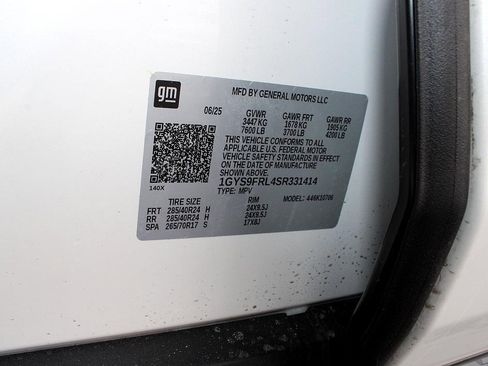 gm
MFD BY GENERAL MOTORS LLC
06/25 GVWR GAWR FRT GAWR RR
3447 KG 1678 KG 1905 KG
7600 LB 3700 LB 4200 LB
THIS VEHICLE CONFORMS TO ALL
APPLICABLE U.S. FEDERAL MOTOR
VEHICLE SAFETY STANDARDS IN EFFECT
ON THE DATE OF MANUFACTURE
SHOWN ABOVE.
1GYS9FRL4SR331414
140X TYPE: MPV MODEL: 446K10706
TIRE SIZE RIM
FRT 285/40R24 H 24X9.5J
RR 285/40R24 H 24X9.5J
SPA 265/70R17 S 17X8J